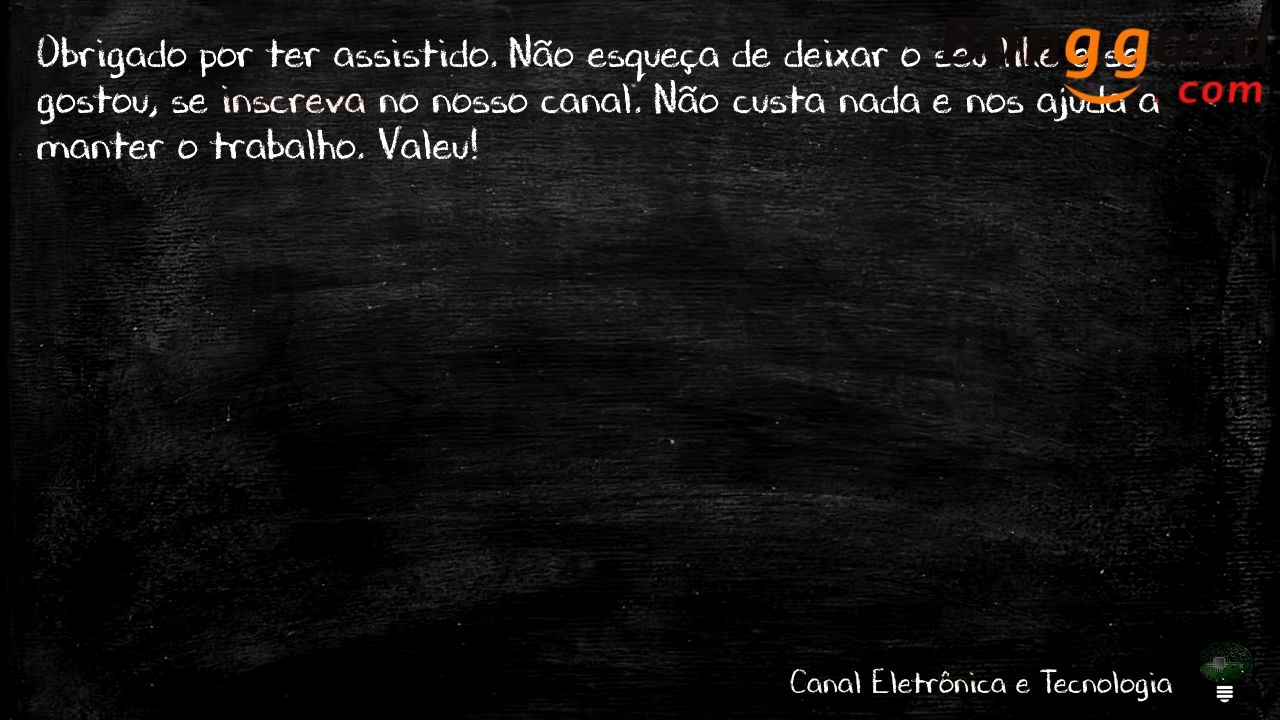 Obrigado por ter assistido. Não esqueça de deixar o seu like e se
gostou, se inscreva no nosso canal. Não custa nada e nos ajuda a
manter o trabalho. Valeu!
gg
.com
Canal Eletrônica e Tecnologia